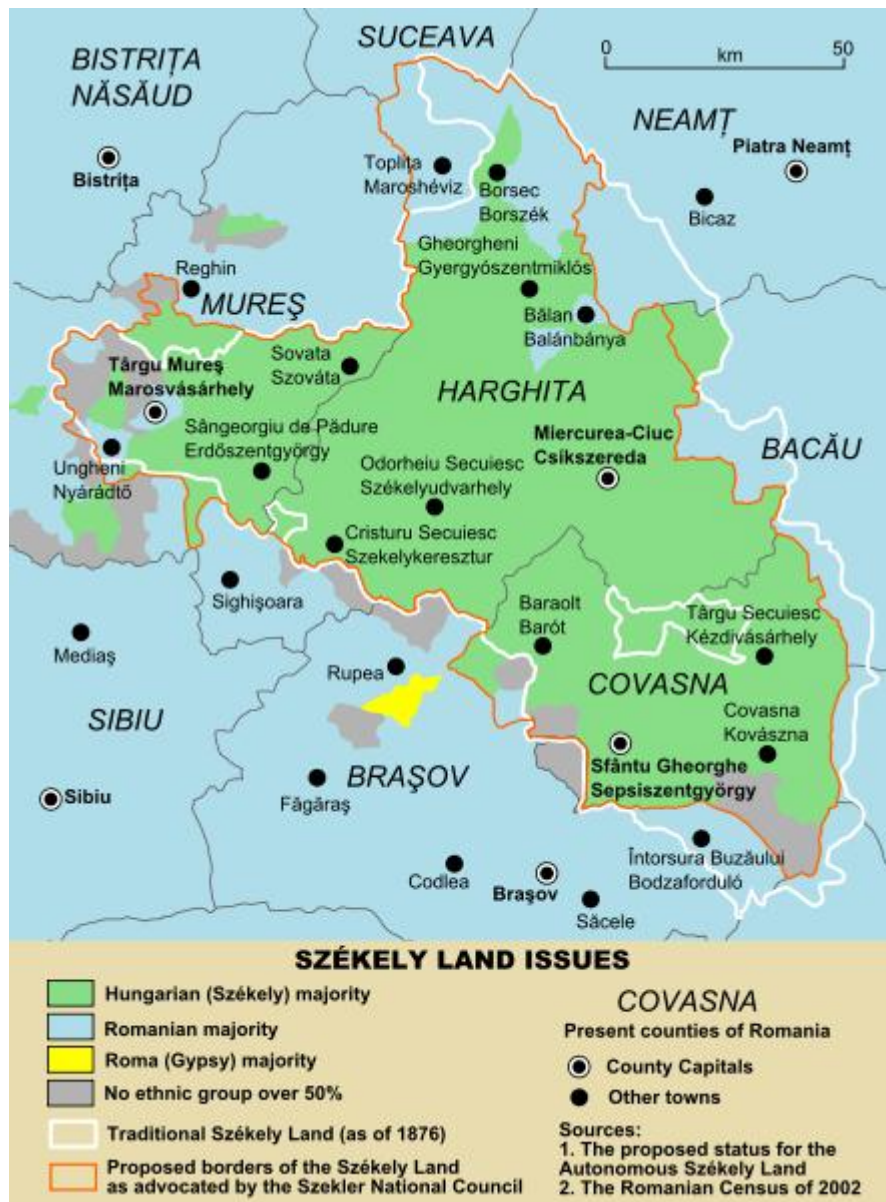 SUCEAVA
0 50
km
BISTRIȚA
NĂSĂUD
NEAMȚ
Piatra Neamț
Bistrița
Toplița
Maroshéviz
Borsec
Borszék
Bicaz
Gheorgheni
Gyergyószentmiklós
Reghin
MUREŞ
Bălan
Balánbánya
Târgu Mureş
Marosvásárhely
Sovata
Szováta
HARGHITA
Sângeorgiu de Pădure
Erdőszentgyörgy
Miercurea-Ciuc
Csíkszereda
BACĂU
Ungheni
Nyárádtő
Odorheiu Secuiesc
Székelyudvarhely
Cristuru Secuiesc
Szekelykeresztur
Sighişoara
Baraolt
Barót
Târgu Secuiesc
Kézdivásárhely
Mediaş
Rupea
COVASNA
SIBIU
Covasna
Kovászna
Sfântu Gheorghe
Sepsiszentgyörgy
BRAŞOV
Sibiu
Făgăraş
Întorsura Buzăului
Bodzaforduló
Codlea
Braşov
Săcele
SZÉKELY LAND ISSUES
Hungarian (Székely) majority
Romanian majority
Roma (Gypsy) majority
No ethnic group over 50%
Traditional Székely Land (as of 1876)
Proposed borders of the Székely Land
as advocated by the Szekler National Council
COVASNA
Present counties of Romania
County Capitals
Other towns
Sources:
1. The proposed status for the
Autonomous Székely Land
2. The Romanian Census of 2002